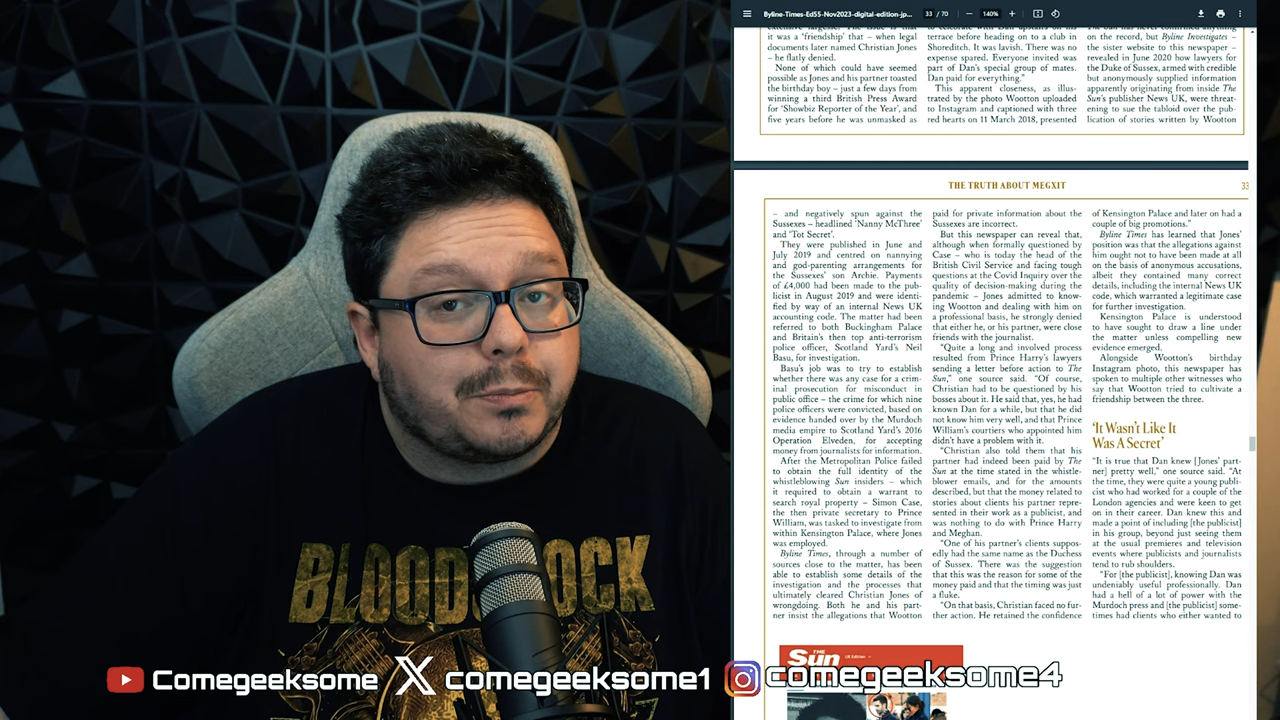 Byline-Times-Ed55-Nov2023-digital-edition-jp...
33 / 70
140%
it was a 'friendship' that – when legal
documents later named Christian Jones
– he flatly denied.
None of which could have seemed
possible as Jones and his partner toasted
the birthday boy – just a few days from
winning a third British Press Award
for 'Showbiz Reporter of the Year', and
five years before he was unmasked as
terrace before heading on to a club in
Shoreditch. It was lavish. There was no
expense spared. Everyone invited was
part of Dan's special group of mates.
Dan paid for everything."
This apparent closeness, as illus-
trated by the photo Wootton uploaded
to Instagram and captioned with three
red hearts on 11 March 2018, presented
on the record, but Byline Investigates –
the sister website to this newspaper –
revealed in June 2020 how lawyers for
the Duke of Sussex, armed with credible
but anonymously supplied information
apparently originating from inside The
Sun's publisher News UK, were threat-
ening to sue the tabloid over the pub-
lication of stories written by Wootton
THE TRUTH ABOUT MEGXIT
33
– and negatively spun against the
Sussexes – headlined 'Nanny McThree'
and 'Tot Secret'.
They were published in June and
July 2019 and centred on nannying
and god-parenting arrangements for
the Sussexes' son Archie. Payments
of £4,000 had been made to the pub-
licist in August 2019 and were identi-
fied by way of an internal News UK
accounting code. The matter had been
referred to both Buckingham Palace
and Britain's then top anti-terrorism
police officer, Scotland Yard's Neil
Basu, for investigation.
Basu's job was to try to establish
whether there was any case for a crim-
inal prosecution for misconduct in
public office – the crime for which nine
police officers were convicted, based on
evidence handed over by the Murdoch
media empire to Scotland Yard's 2016
Operation Elveden, for accepting
money from journalists for information.
After the Metropolitan Police failed
to obtain the full identity of the
whistleblowing Sun insiders – which
it required to obtain a warrant to
search royal property – Simon Case,
the then private secretary to Prince
William, was tasked to investigate from
within Kensington Palace, where Jones
was employed.
Byline Times, through a number of
sources close to the matter, has been
able to establish some details of the
investigation and the processes that
ultimately cleared Christian Jones of
wrongdoing. Both he and his part-
ner insist the allegations that Wootton
paid for private information about the
Sussexes are incorrect.
But this newspaper can reveal that,
although when formally questioned by
Case – who is today the head of the
British Civil Service and facing tough
questions at the Covid Inquiry over the
quality of decision-making during the
pandemic – Jones admitted to know-
ing Wootton and dealing with him on
a professional basis, he strongly denied
that either he, or his partner, were close
friends with the journalist.
"Quite a long and involved process
resulted from Prince Harry's lawyers
sending a letter before action to The
Sun," one source said. "Of course,
Christian had to be questioned by his
bosses about it. He said that, yes, he had
known Dan for a while, but that he did
not know him very well, and that Prince
William's courtiers who appointed him
didn't have a problem with it.
"Christian also told them that his
partner had indeed been paid by The
Sun at the time stated in the whistle-
blower emails, and for the amounts
described, but that the money related to
stories about clients his partner repre-
sented in their work as a publicist, and
was nothing to do with Prince Harry
and Meghan.
"One of his partner's clients suppos-
edly had the same name as the Duchess
of Sussex. There was the suggestion
that this was the reason for some of the
money paid and that the timing was just
a fluke.
"On that basis, Christian faced no fur-
ther action. He retained the confidence
of Kensington Palace and later on had a
couple of big promotions."
Byline Times has learned that Jones'
position was that the allegations against
him ought not to have been made at all
on the basis of anonymous accusations,
albeit they contained many correct
details, including the internal News UK
code, which warranted a legitimate case
for further investigation.
Kensington Palace is understood
to have sought to draw a line under
the matter unless compelling new
evidence emerged.
Alongside Wootton's birthday
Instagram photo, this newspaper has
spoken to multiple other witnesses who
say that Wootton tried to cultivate a
friendship between the three.
'It Wasn't Like It
Was A Secret'
"It is true that Dan knew [Jones' part-
ner] pretty well," one source said. "At
the time, they were quite a young publi-
cist who had worked for a couple of the
London agencies and were keen to get
on in their career. Dan knew this and
made a point of including [the publicist]
in his group, beyond just seeing them
at the usual premieres and television
events where publicists and journalists
tend to rub shoulders.
"For [the publicist], knowing Dan was
undeniably useful professionally. Dan
had a hell of a lot of power with the
Murdoch press and [the publicist] some-
times had clients who either wanted to
THE
Sun
UK Edition
Comegeeksome
comegeeksome1
comegeeksome4